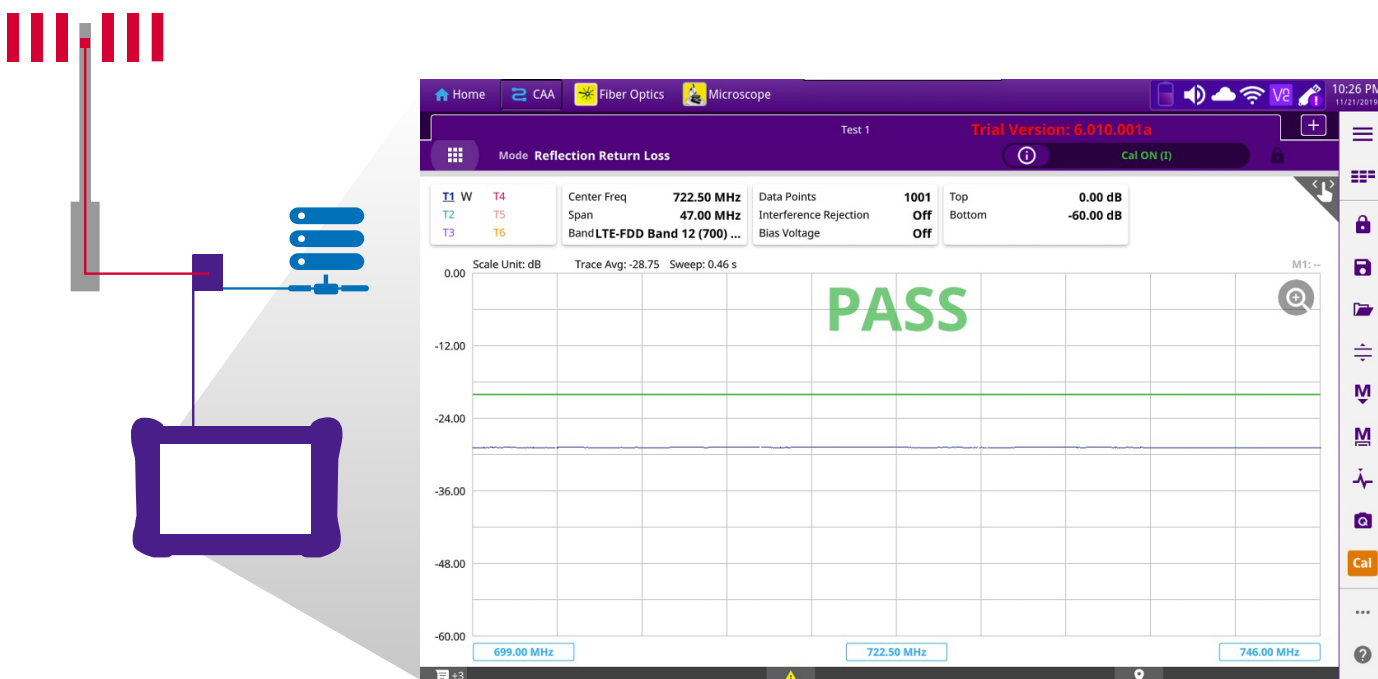 Home CAA Fiber Optics Microscope 10:26 PM
11/21/2019
Test 1 Trial Version: 6.010.001a
Mode Reflection Return Loss Cal ON (I)
T1 W T4 Center Freq 722.50 MHz Data Points 1001 Top 0.00 dB
T2 T5 Span 47.00 MHz Interference Rejection Off Bottom -60.00 dB
T3 T6 Band LTE-FDD Band 12 (700) ... Bias Voltage Off
Scale Unit: dB Trace Avg: -28.75 Sweep: 0.46 s M1: --
0.00
PASS
-12.00
-24.00
M
M
-36.00
-48.00
Cal
-60.00
699.00 MHz 722.50 MHz 746.00 MHz
+3